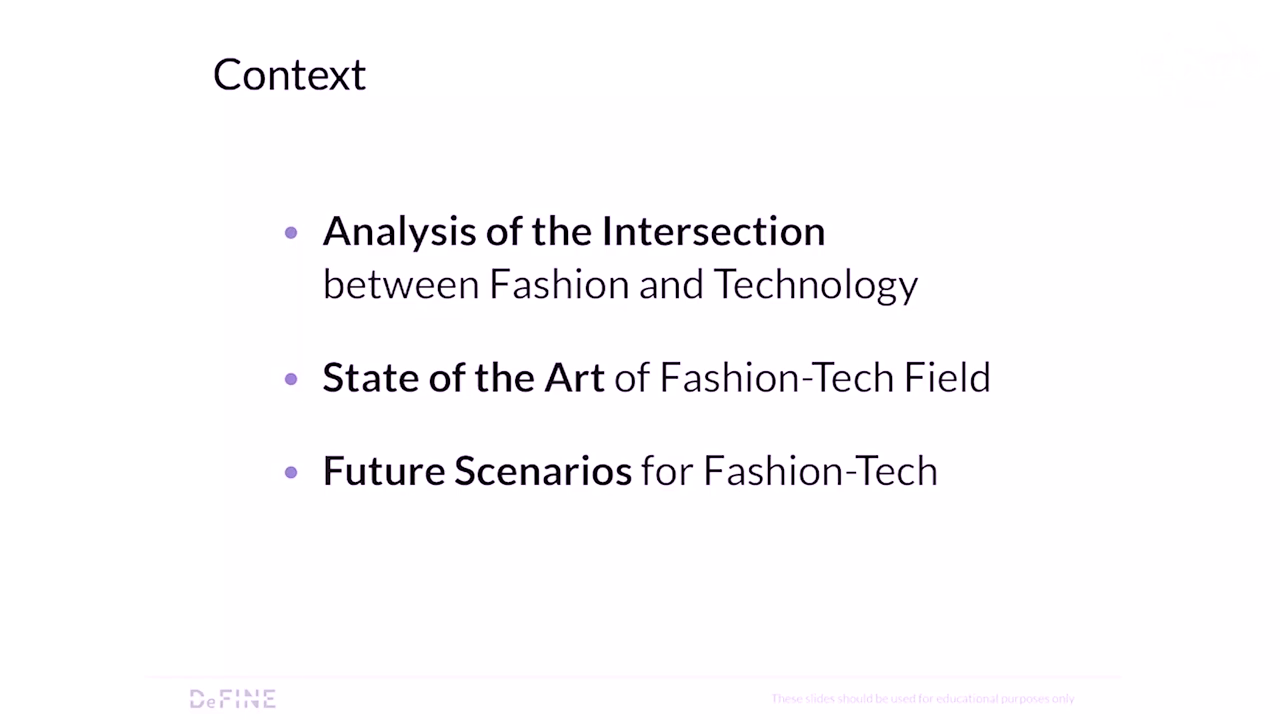 Context
• Analysis of the Intersection
between Fashion and Technology
• State of the Art of Fashion-Tech Field
• Future Scenarios for Fashion-Tech
DeFINE
These slides should be used for educational purposes only